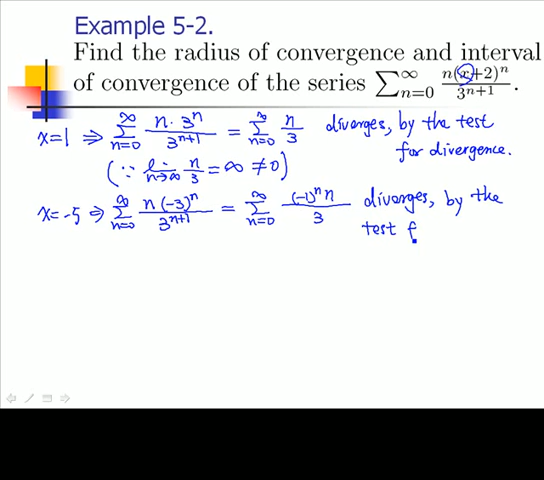 Example 5-2.
Find the radius of convergence and interval
of convergence of the series ∑_{n=0}^{∞} n(x+2)^n / 3^{n+1}.
x=1 ⇒ ∑_{n=0}^{∞} n·3^n / 3^{n+1} = ∑_{n=0}^{∞} n/3 diverges, by the test
for divergence.
(∵ lim_{n→∞} n/3 = ∞ ≠ 0)
x=-5 ⇒ ∑_{n=0}^{∞} n(-3)^n / 3^{n+1} = ∑_{n=0}^{∞} (-1)^n n / 3 diverges, by the
test f